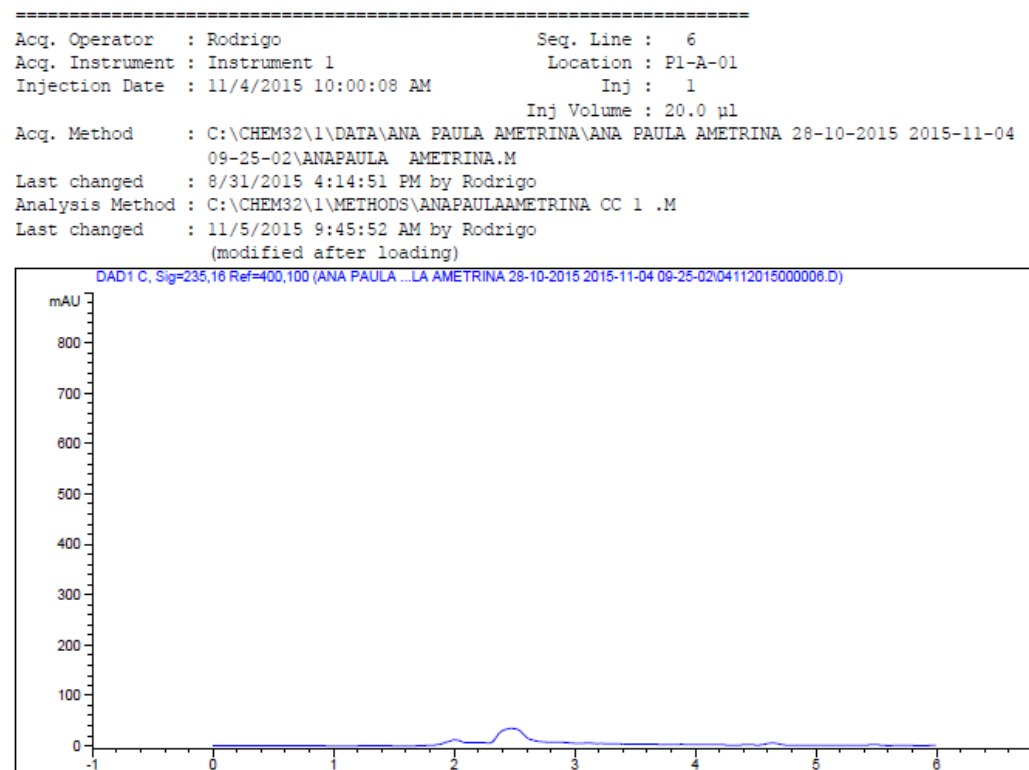 =====================================================================
Acq. Operator   : Rodrigo                        Seq. Line :   6
Acq. Instrument : Instrument 1                    Location : P1-A-01
Injection Date  : 11/4/2015 10:00:08 AM                Inj :   1
Inj Volume : 20.0 µl
Acq. Method     : C:\CHEM32\1\DATA\ANA PAULA AMETRINA\ANA PAULA AMETRINA 28-10-2015 2015-11-04
09-25-02\ANAPAULA  AMETRINA.M
Last changed    : 8/31/2015 4:14:51 PM by Rodrigo
Analysis Method : C:\CHEM32\1\METHODS\ANAPAULAAMETRINA CC 1 .M
Last changed    : 11/5/2015 9:45:52 AM by Rodrigo
(modified after loading)
DAD1 C, Sig=235,16 Ref=400,100 (ANA PAULA ...LA AMETRINA 28-10-2015 2015-11-04 09-25-02\04112015000006.D)
mAU
800
700
600
500
400
300
200
100
0
-1 0 1 2 3 4 5 6